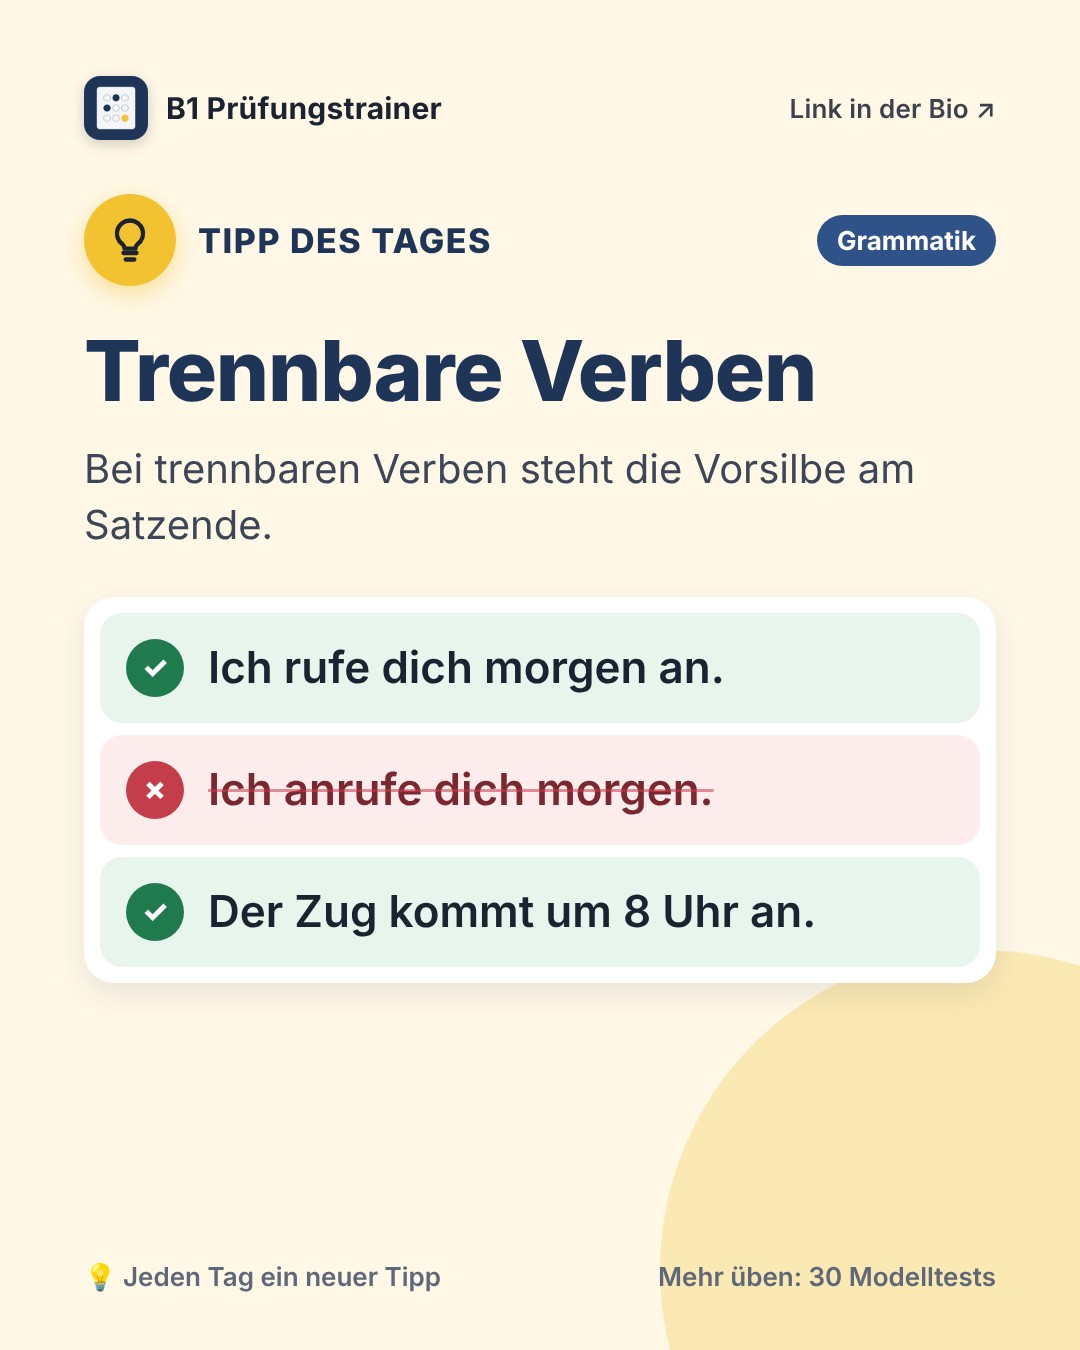 B1 Prüfungstrainer
Link in der Bio ↗
TIPP DES TAGES
Grammatik
Trennbare Verben
Bei trennbaren Verben steht die Vorsilbe am
Satzende.
Ich rufe dich morgen an.
Ich anrufe dich morgen.
Der Zug kommt um 8 Uhr an.
💡 Jeden Tag ein neuer Tipp
Mehr üben: 30 Modelltests